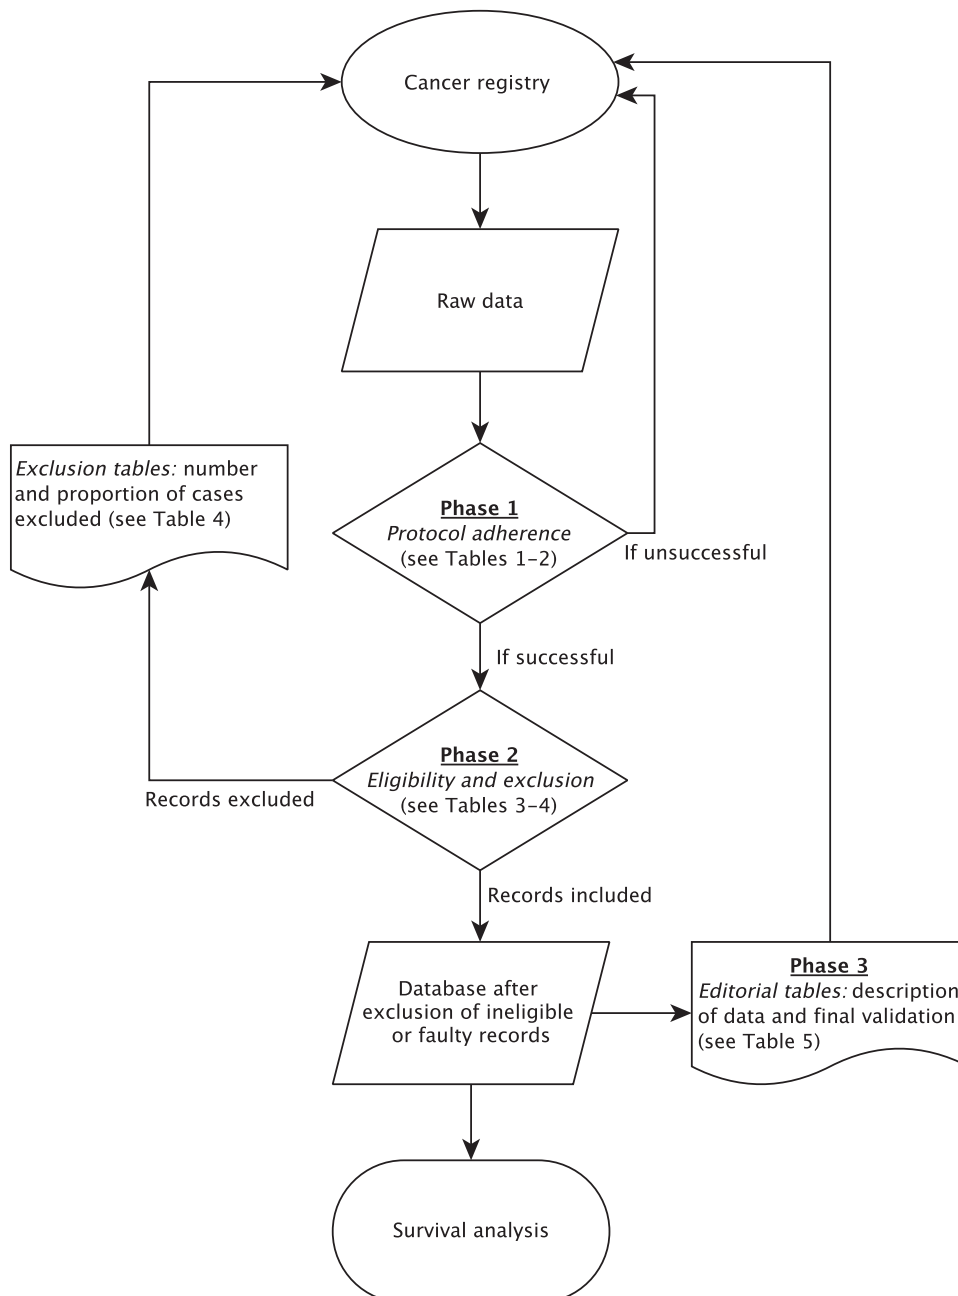 Cancer registry
Raw data
Exclusion tables: number
and proportion of cases
excluded (see Table 4)
Phase 1
Protocol adherence
(see Tables 1–2)
If unsuccessful
If successful
Phase 2
Eligibility and exclusion
(see Tables 3–4)
Records excluded
Records included
Database after
exclusion of ineligible
or faulty records
Phase 3
Editorial tables: description
of data and final validation
(see Table 5)
Survival analysis